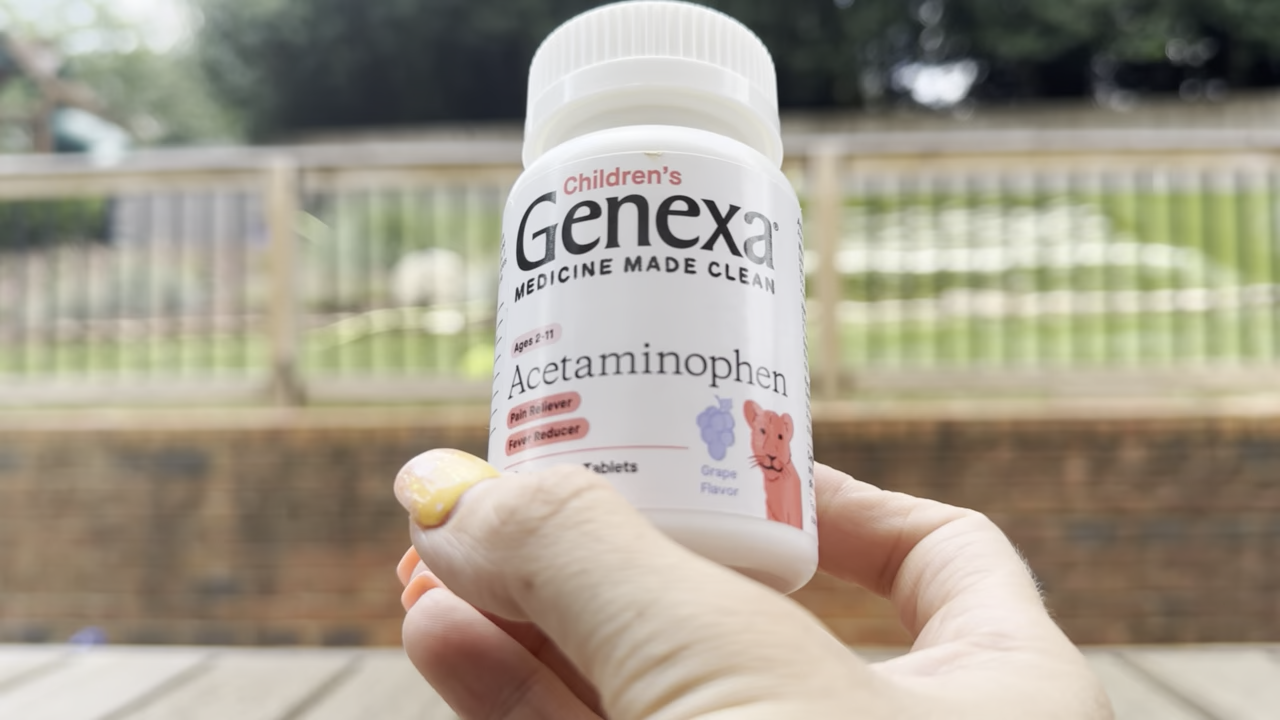 Children's
Genexa®
MEDICINE MADE CLEAN
Ages 2-11
Acetaminophen
Pain Reliever
Fever Reducer
Tablets
Grape
Flavor